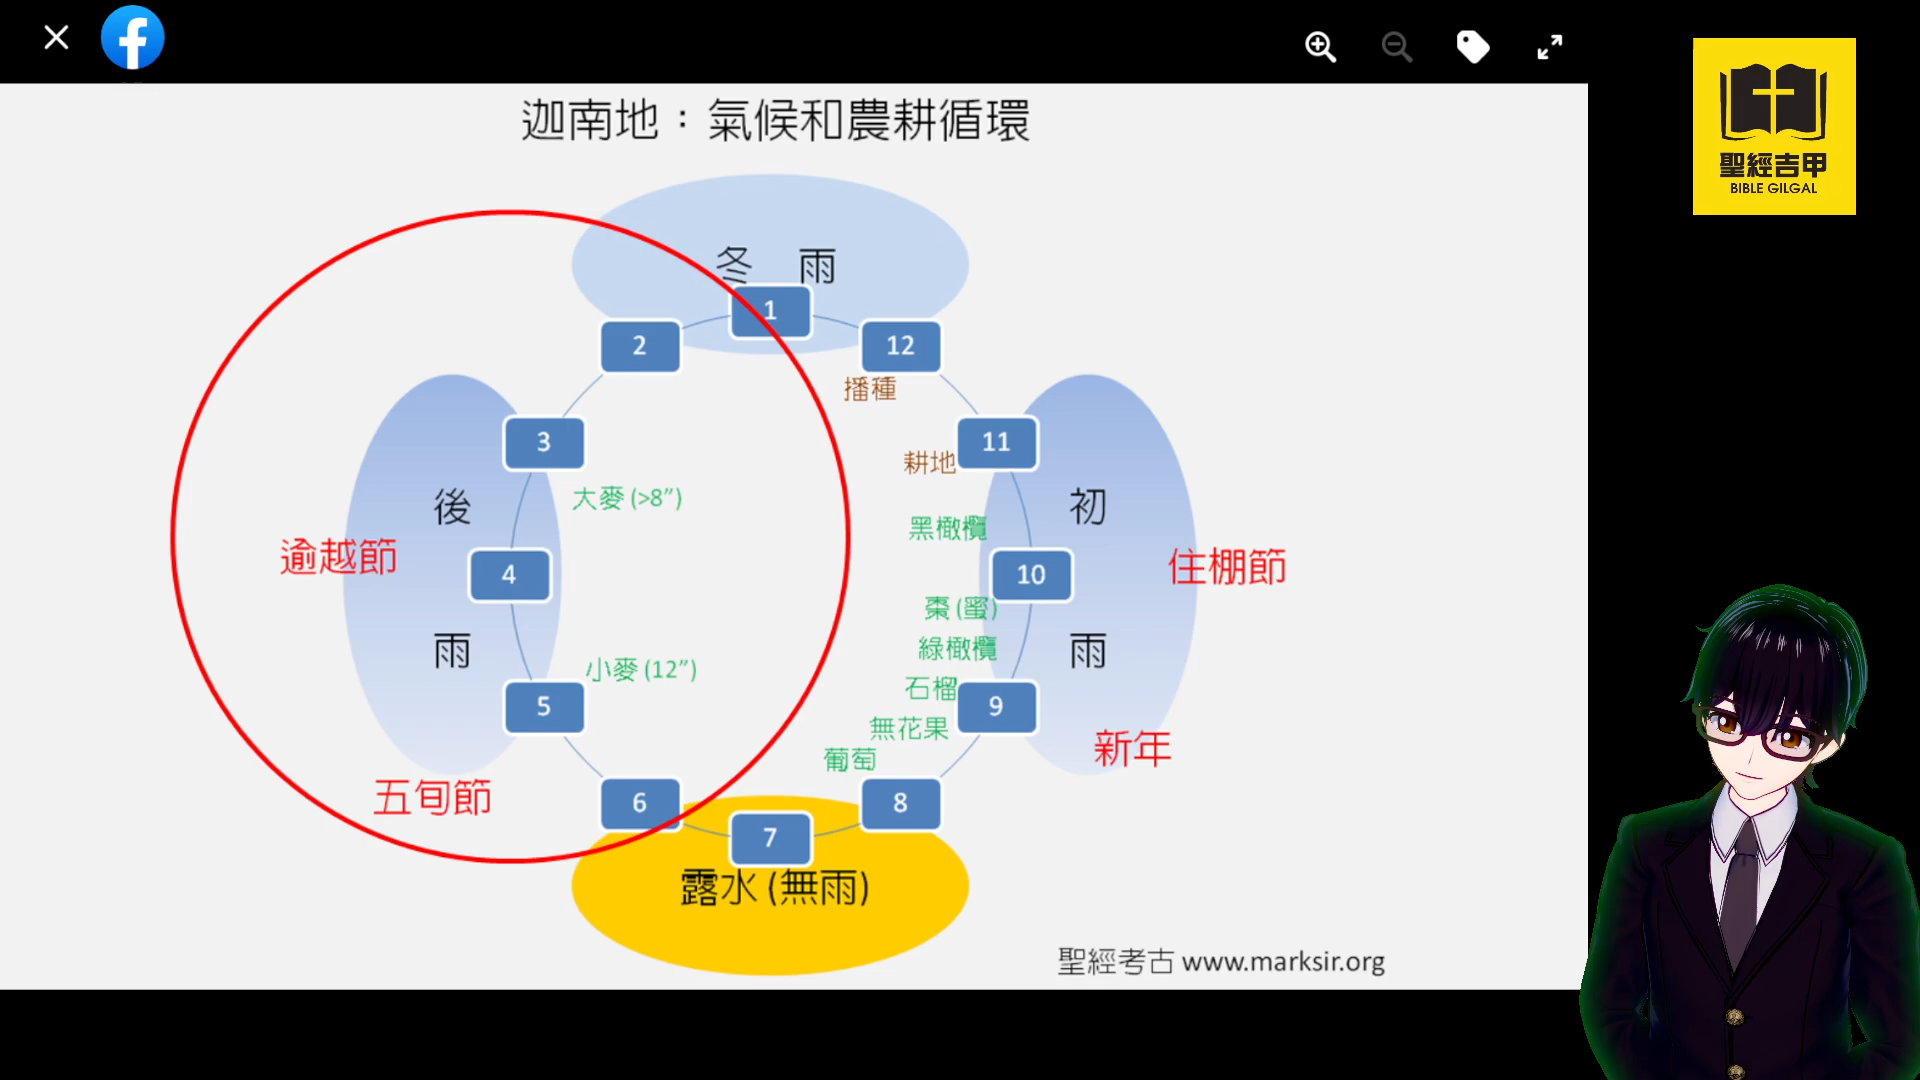 迦南地：氣候和農耕循環
聖經吉甲
BIBLE GILGAL
冬 雨
1
2
12
播種
3
11
耕地
大麥 (>8”)
後
初
黑橄欖
逾越節
4
10
住棚節
棗 (蜜)
綠橄欖
雨
雨
小麥 (12”)
石榴
5
9
無花果
新年
葡萄
五旬節
6
8
7
露水 (無雨)
聖經考古 www.marksir.org